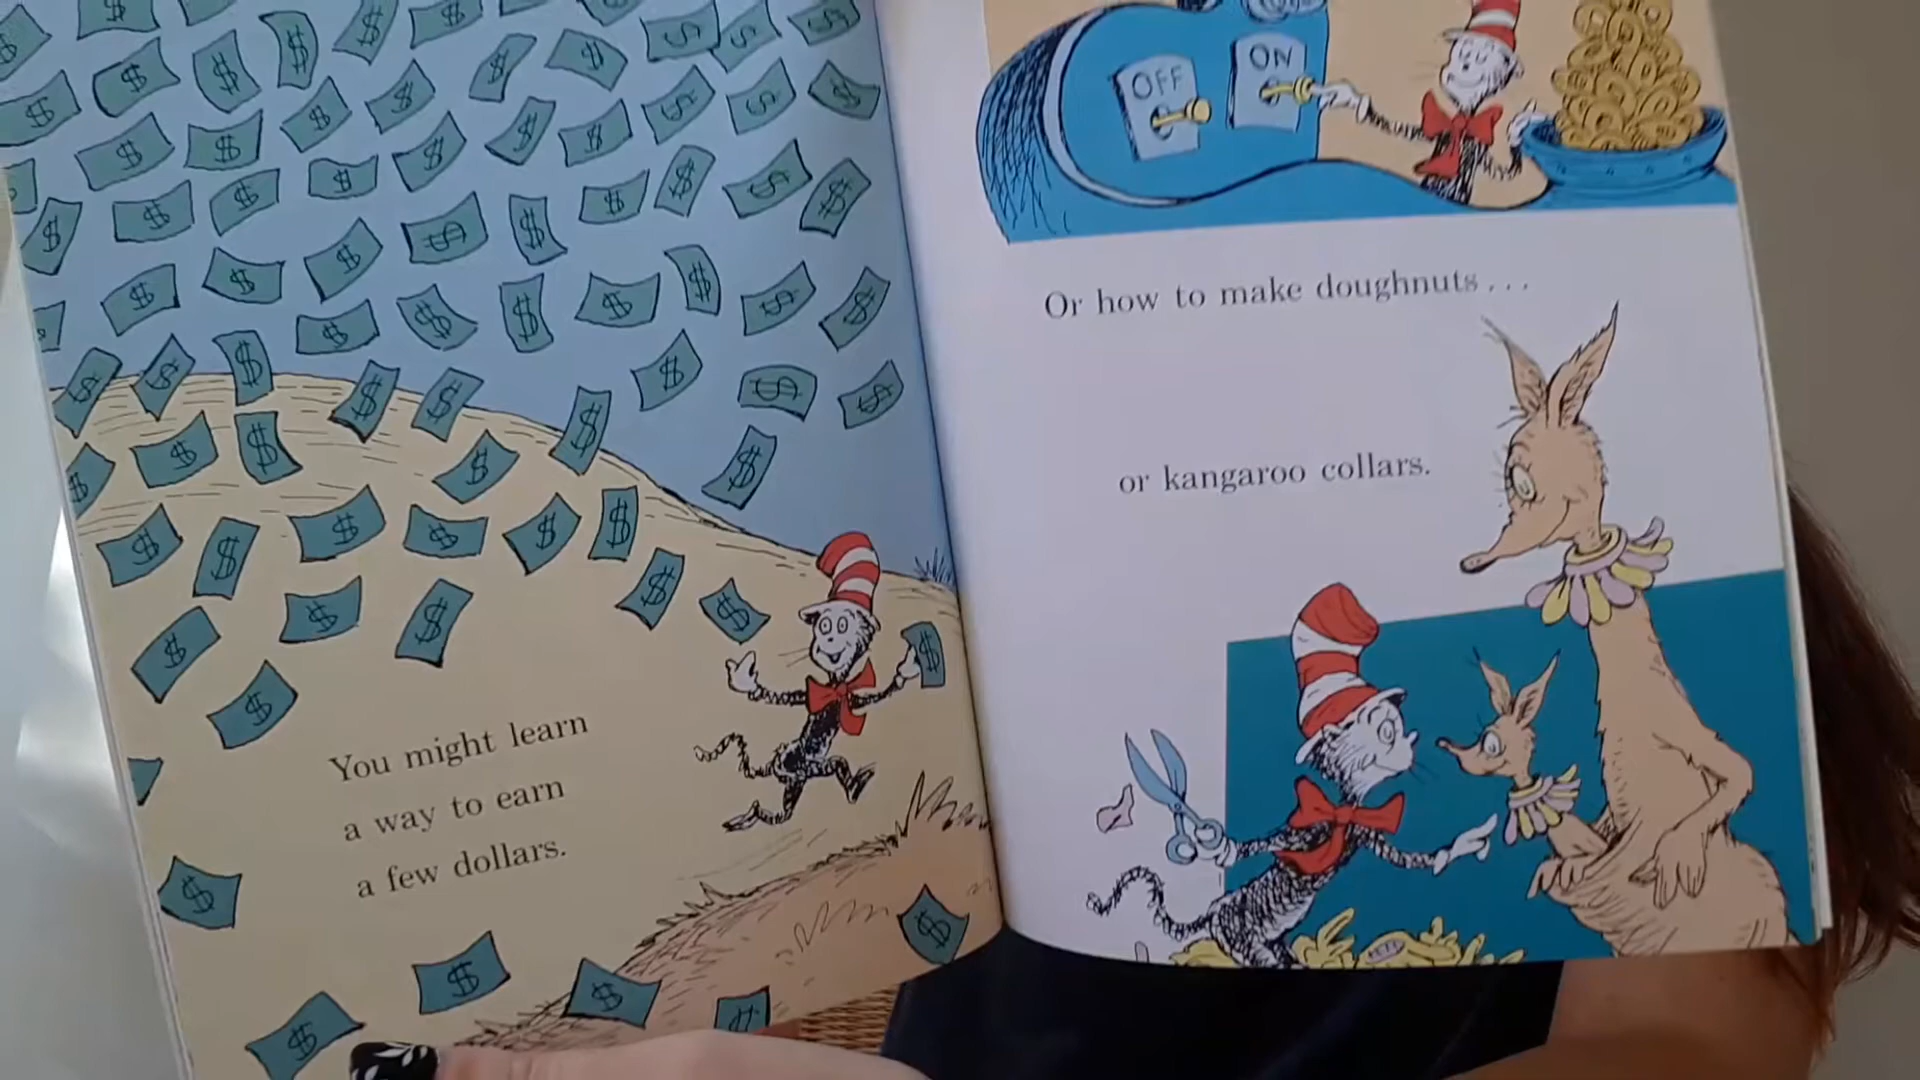 You might learn
a way to earn
a few dollars.
OFF
ON
Or how to make doughnuts...
or kangaroo collars.